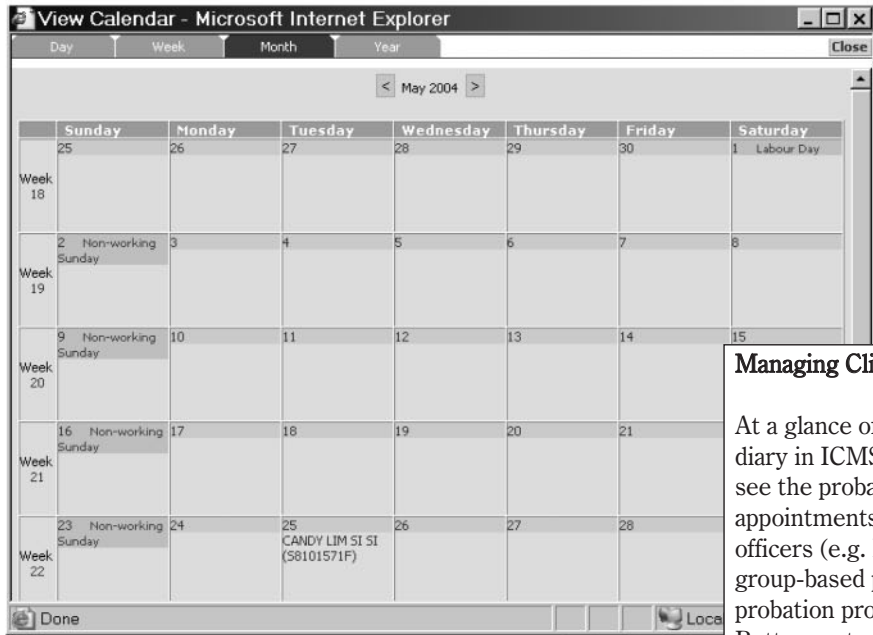 View Calendar - Microsoft Internet Explorer
Day Week Month Year Close
< May 2004 >
Sunday Monday Tuesday Wednesday Thursday Friday Saturday
25 26 27 28 29 30 1 Labour Day
Week
18
2 Non-working 3 4 5 6 7 8
Sunday
Week
19
9 Non-working 10 11 12 13 14 15
Sunday
Week
20
16 Non-working 17 18 19 20 21
Sunday
Week
21
23 Non-working 24 25 26 27 28
Sunday CANDY LIM SI SI
(S8101571F)
Week
22
Done Loca
Managing Cli
At a glance of
diary in ICMS
see the proba
appointments
officers (e.g.
group-based
probation pro